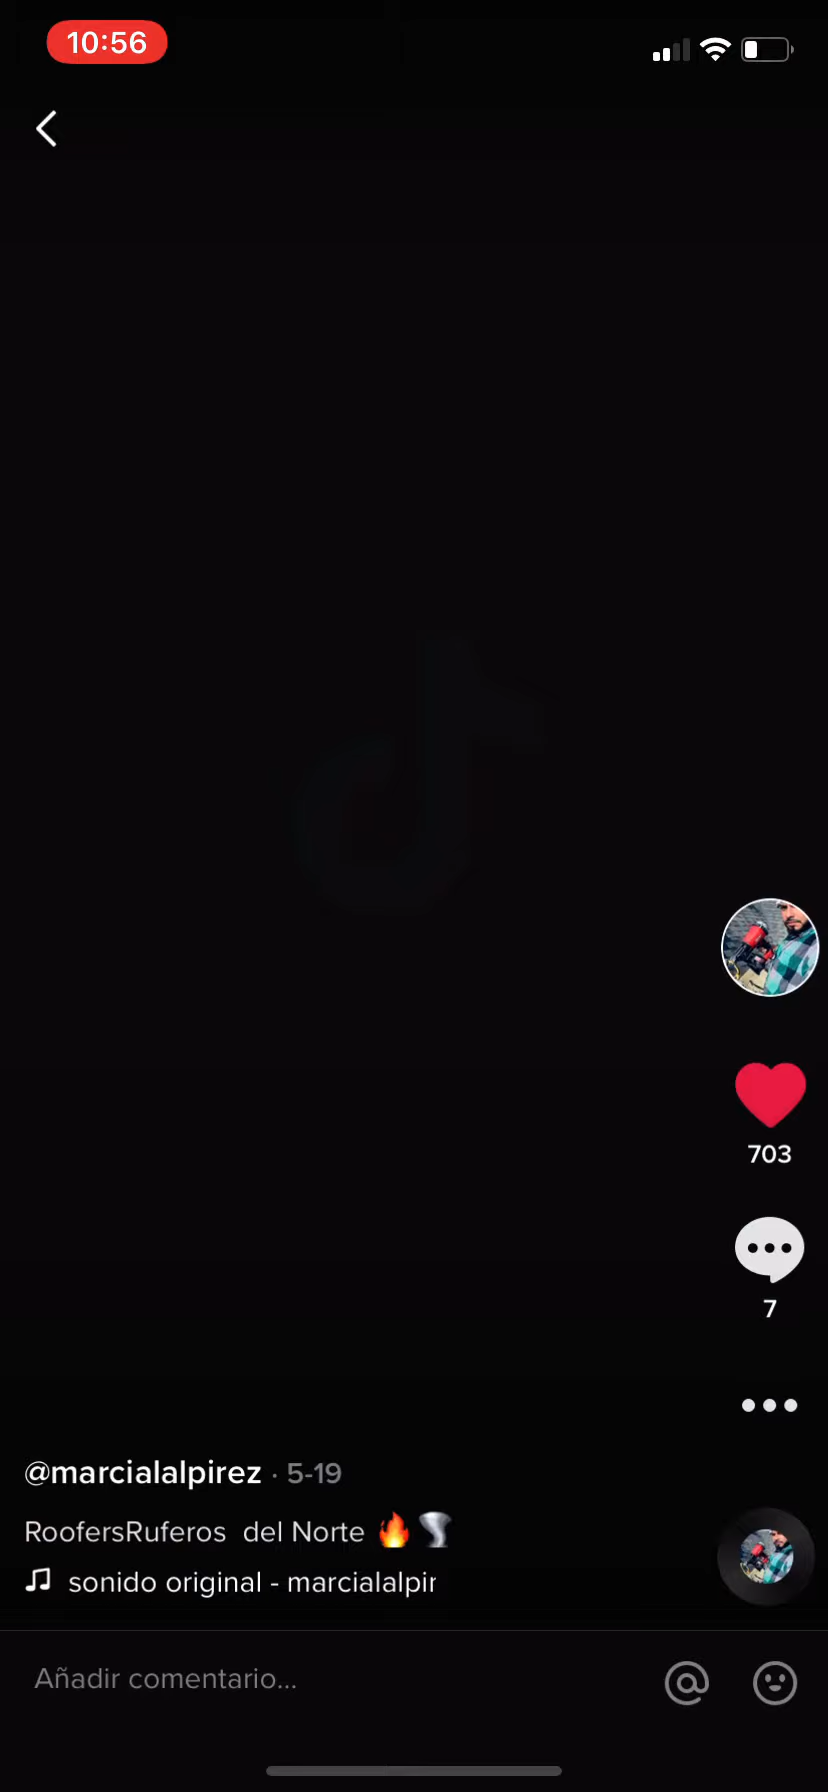 10:56
703
7
@marcialalpirez · 5-19
RoofersRuferos del Norte 🔥🌪
sonido original - marcialalpir
Añadir comentario...